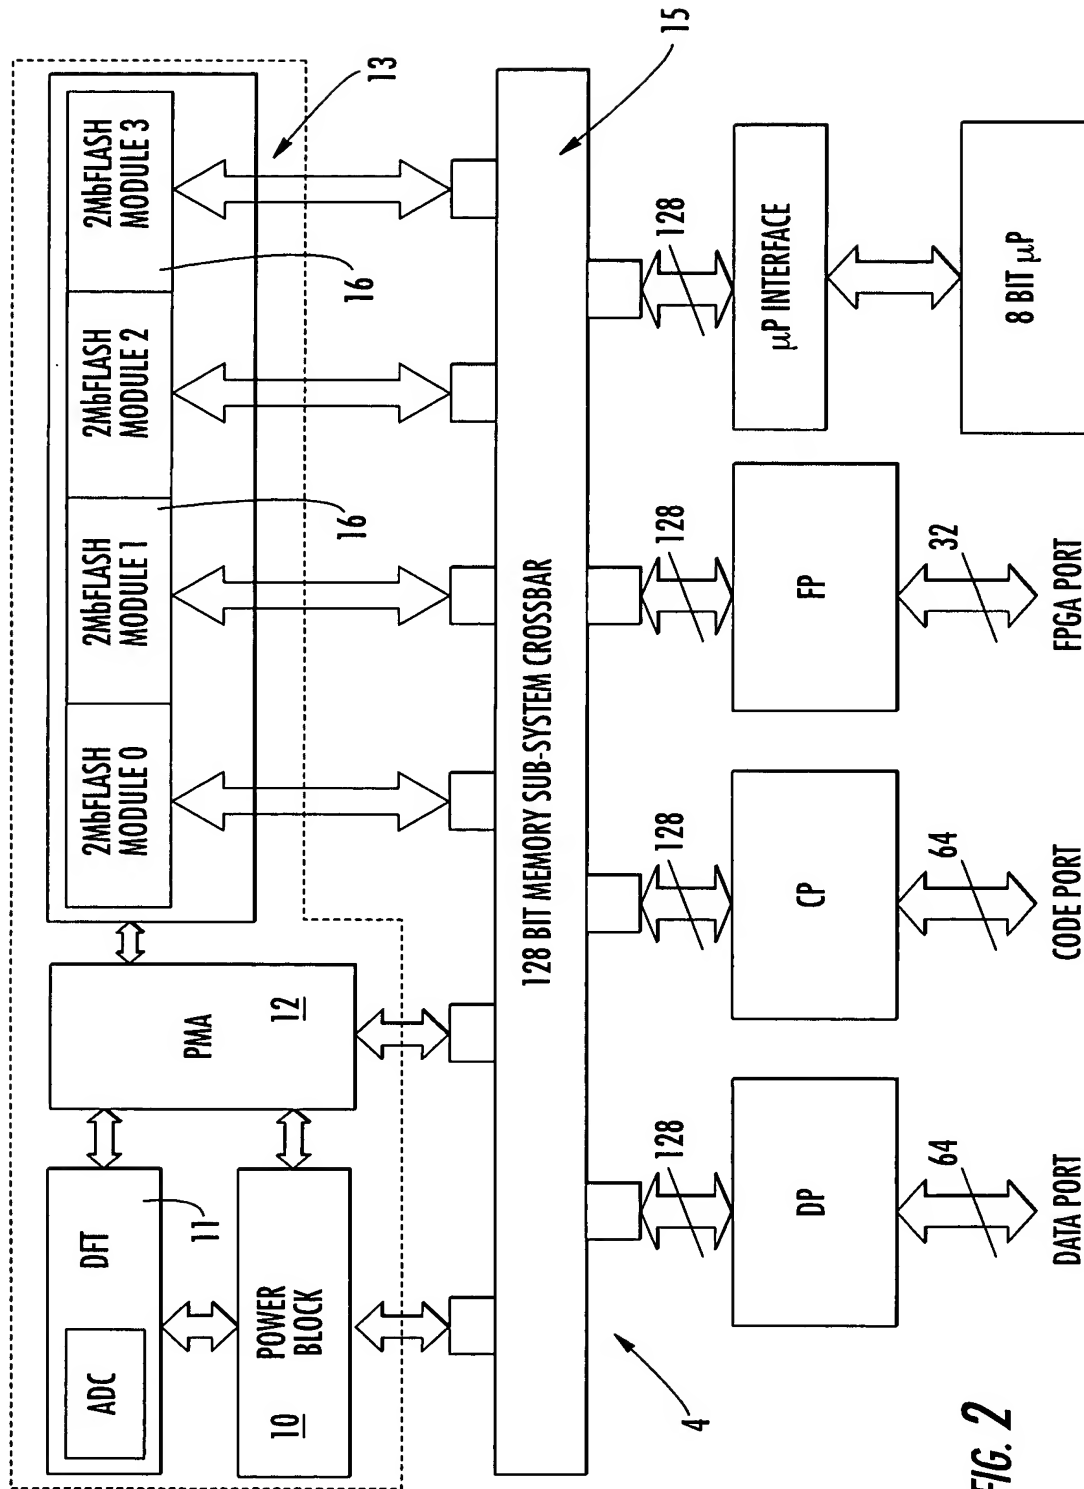 ADC
DFT
11
POWER
BLOCK
10
PMA
12
2MbFLASH
MODULE 0
2MbFLASH
MODULE 1
2MbFLASH
MODULE 2
2MbFLASH
MODULE 3
16
16
13
128 BIT MEMORY SUB-SYSTEM CROSSBAR
15
4
128
128
128
128
DP
CP
FP
µP INTERFACE
64
64
32
8 BIT µP
DATA PORT
CODE PORT
FPGA PORT
FIG. 2